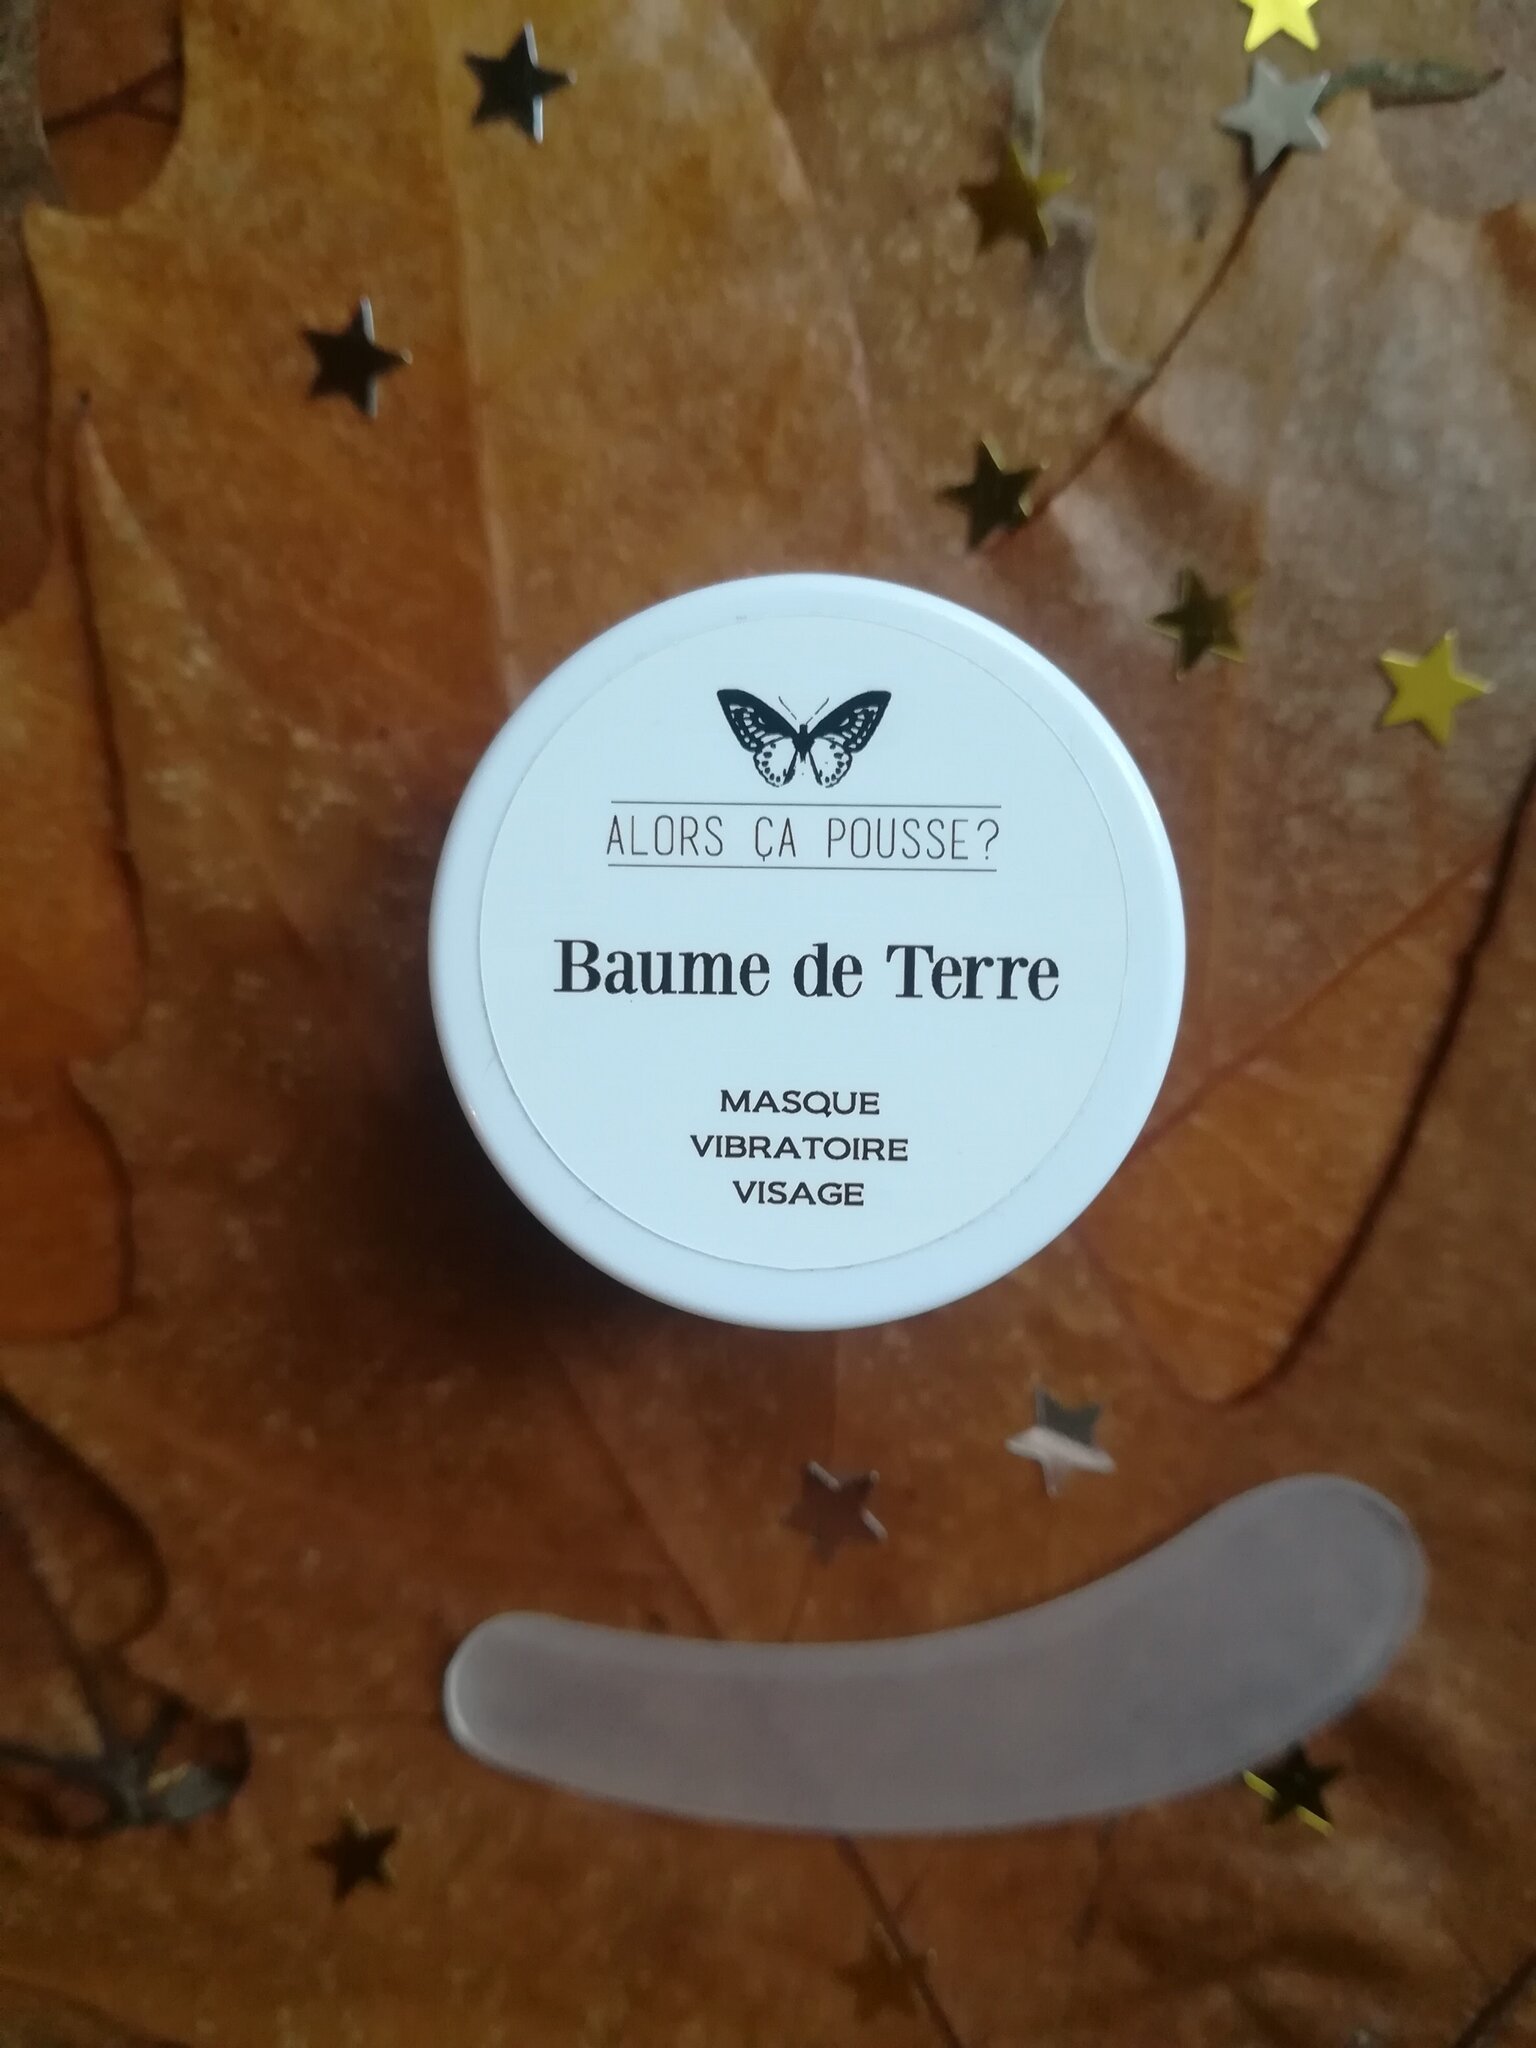 ALORS ÇA POUSSE?
Baume de Terre
MASQUE
VIBRATOIRE
VISAGE